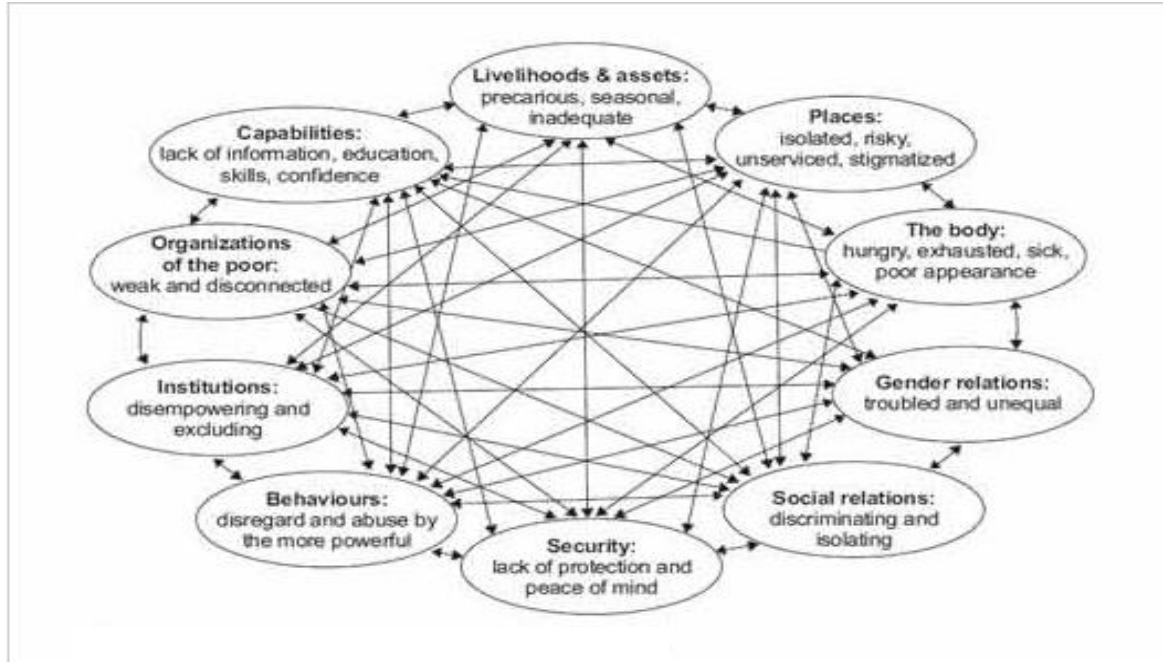 Livelihoods & assets:
precarious, seasonal,
inadequate
Capabilities:
lack of information, education,
skills, confidence
Places:
isolated, risky,
unserviced, stigmatized
Organizations
of the poor:
weak and disconnected
The body:
hungry, exhausted, sick,
poor appearance
Institutions:
disempowering and
excluding
Gender relations:
troubled and unequal
Behaviours:
disregard and abuse by
the more powerful
Social relations:
discriminating and
isolating
Security:
lack of protection and
peace of mind